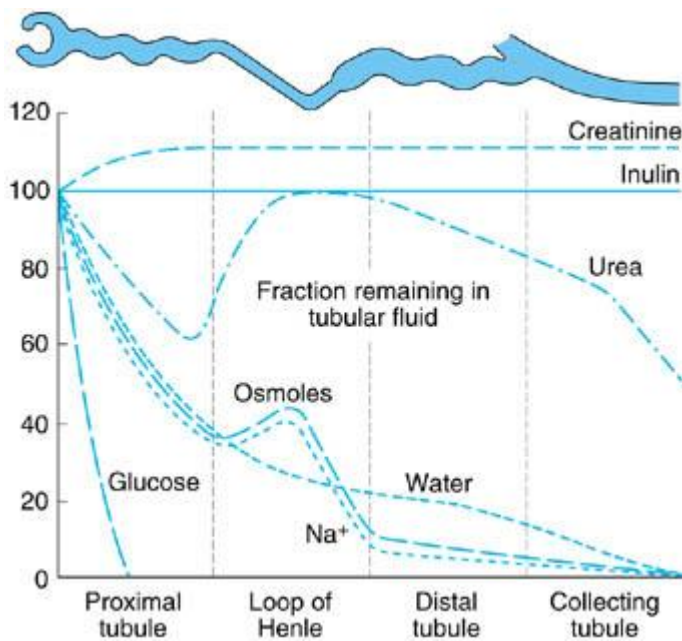 120
100
80
60
40
20
0
Creatinine
Inulin
Urea
Fraction remaining in
tubular fluid
Osmoles
Glucose
Water
Na⁺
Proximal
tubule
Loop of
Henle
Distal
tubule
Collecting
tubule